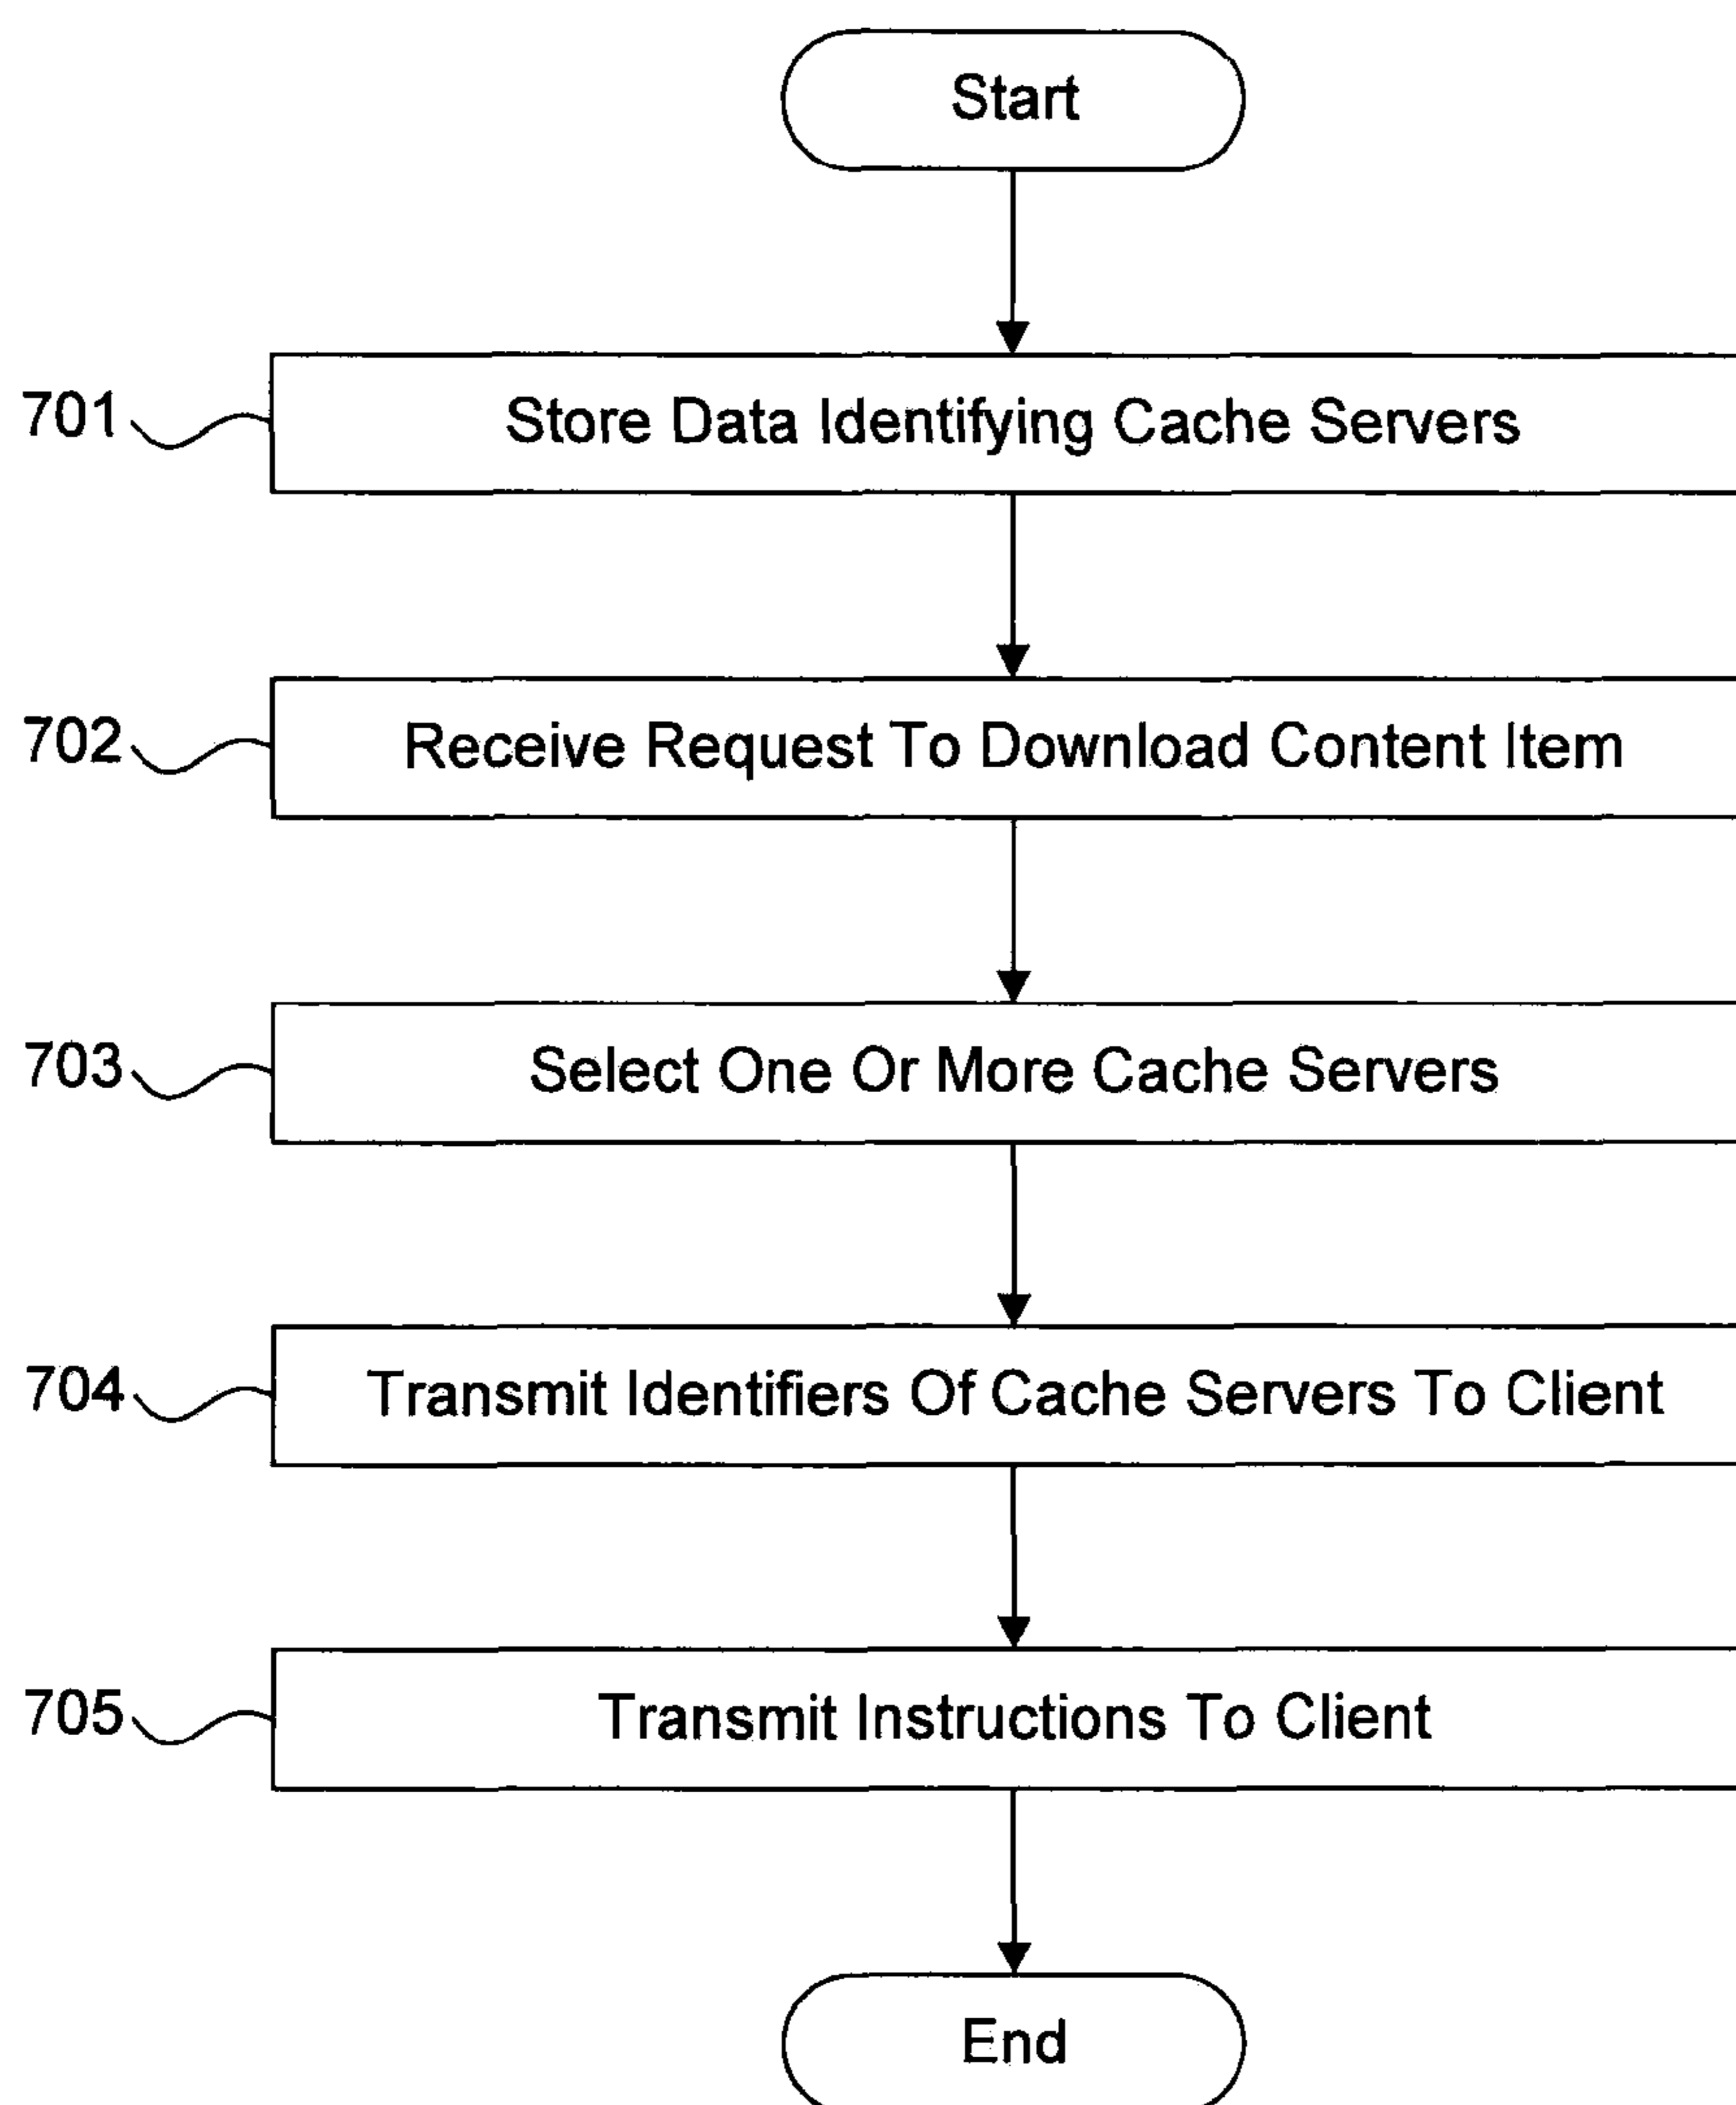 Start
701 Store Data Identifying Cache Servers
702 Receive Request To Download Content Item
703 Select One Or More Cache Servers
704 Transmit Identifiers Of Cache Servers To Client
705 Transmit Instructions To Client
End